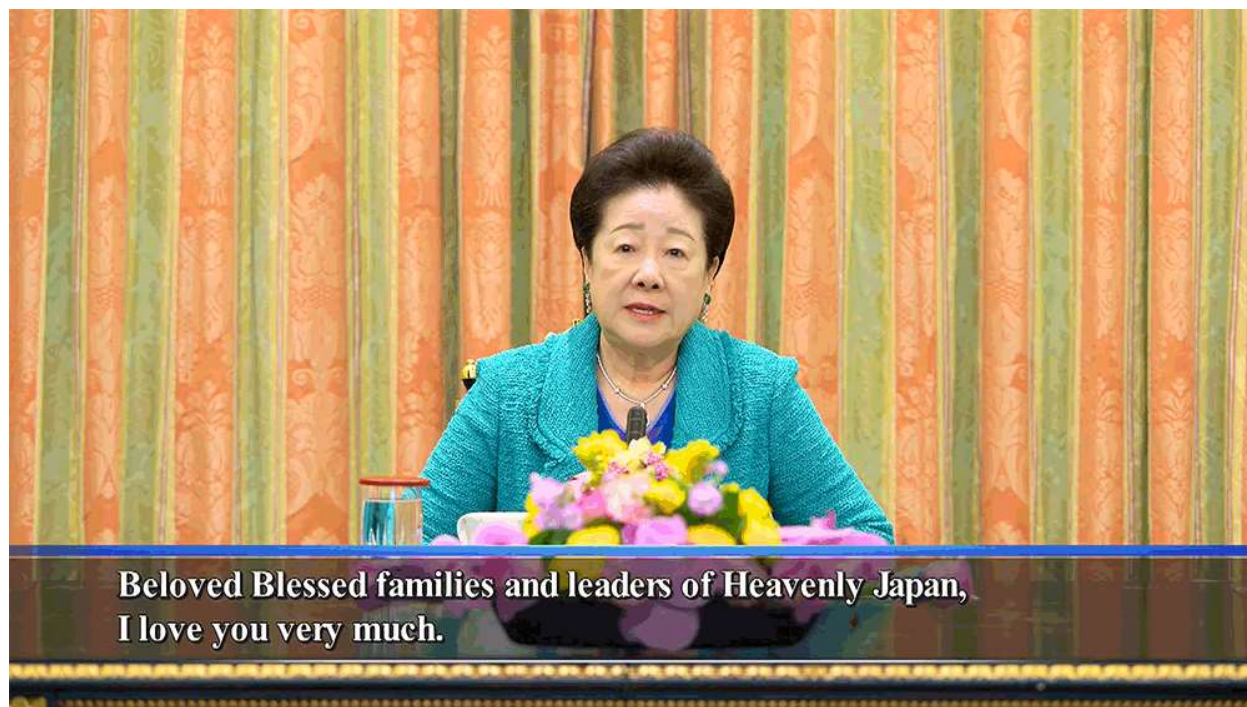 Beloved Blessed families and leaders of Heavenly Japan,
I love you very much.